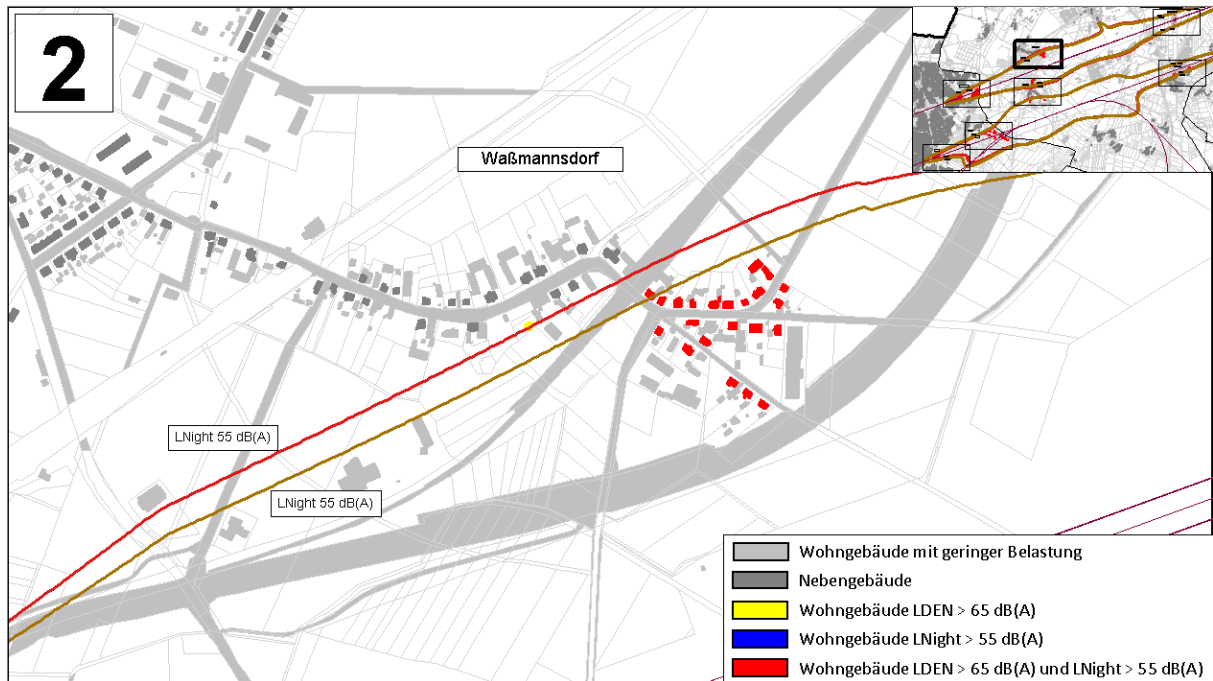 2
Waßmannsdorf
LNight 55 dB(A)
LNight 55 dB(A)
Wohngebäude mit geringer Belastung
Nebengebäude
Wohngebäude LDEN > 65 dB(A)
Wohngebäude LNight > 55 dB(A)
Wohngebäude LDEN > 65 dB(A) und LNight > 55 dB(A)